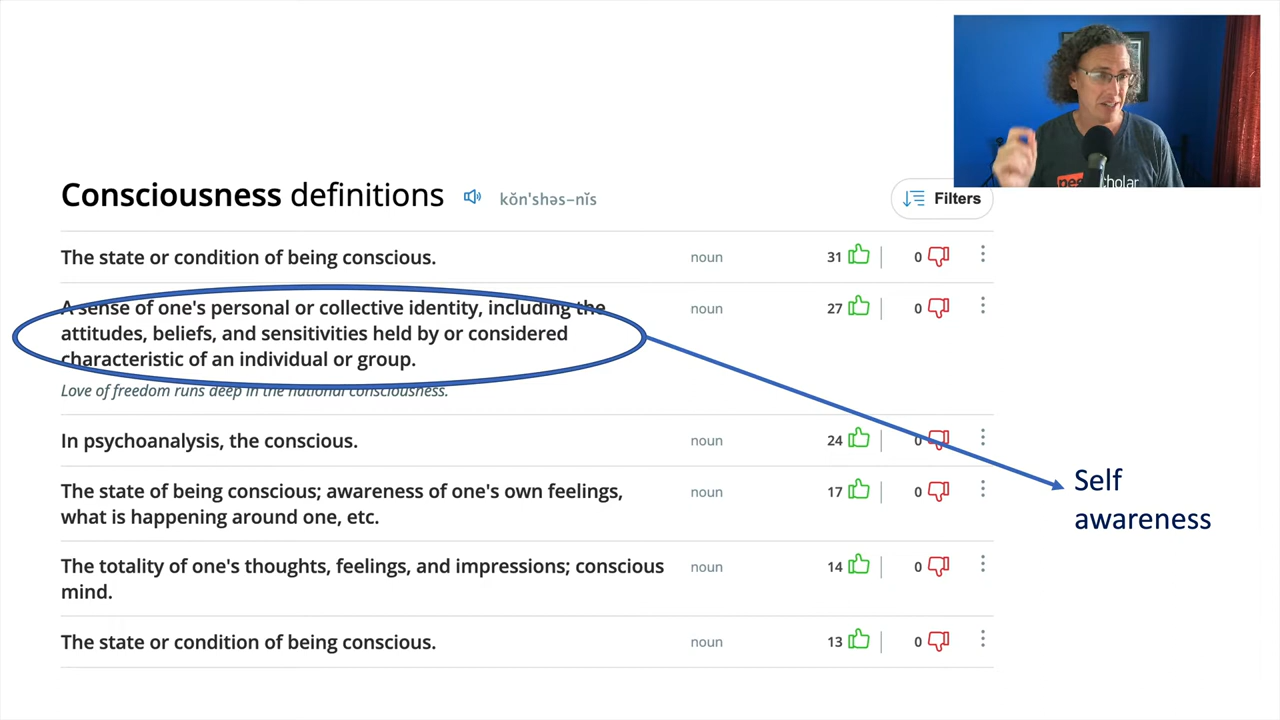 Consciousness definitions kŏn'shəs-nĭs
Filters
The state or condition of being conscious. noun 31 0
A sense of one's personal or collective identity, including the noun 27 0
attitudes, beliefs, and sensitivities held by or considered
characteristic of an individual or group.
Love of freedom runs deep in the national consciousness.
In psychoanalysis, the conscious. noun 24 0
The state of being conscious; awareness of one's own feelings, noun 17 0
what is happening around one, etc.
The totality of one's thoughts, feelings, and impressions; conscious noun 14 0
mind.
The state or condition of being conscious. noun 13 0
Self
awareness